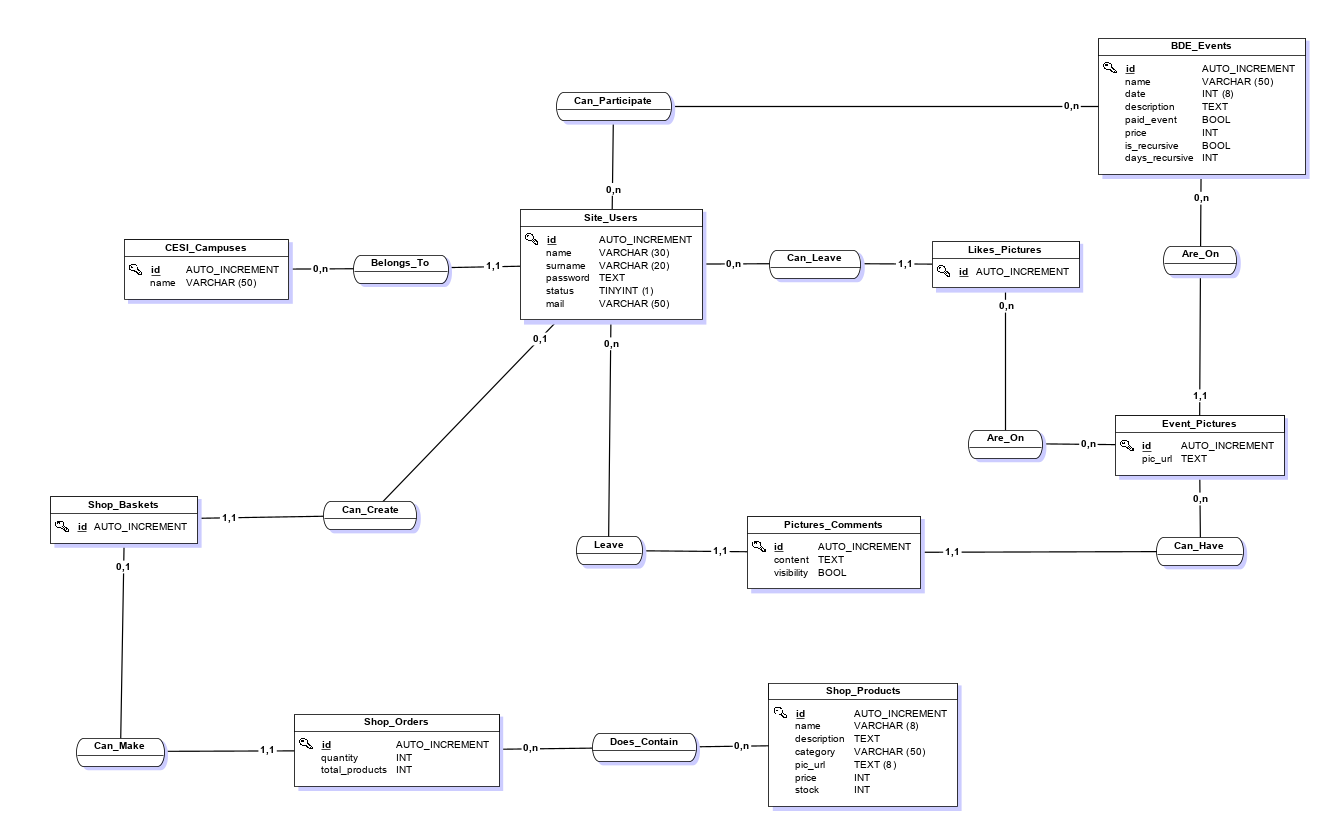 BDE_Events
id AUTO_INCREMENT
name VARCHAR (50)
date INT (8)
description TEXT
paid_event BOOL
price INT
is_recursive BOOL
days_recursive INT
Can_Participate
0,n
0,n
0,n
Site_Users
id AUTO_INCREMENT
name VARCHAR (30)
surname VARCHAR (20)
password TEXT
status TINYINT (1)
mail VARCHAR (50)
CESI_Campuses
id AUTO_INCREMENT
name VARCHAR (50)
0,n
Belongs_To
1,1
0,n
Can_Leave
1,1
Likes_Pictures
id AUTO_INCREMENT
Are_On
0,n
0,1
0,n
1,1
Event_Pictures
id AUTO_INCREMENT
pic_url TEXT
Are_On
0,n
0,n
Shop_Baskets
id AUTO_INCREMENT
1,1
Can_Create
Leave
1,1
Pictures_Comments
id AUTO_INCREMENT
content TEXT
visibility BOOL
1,1
Can_Have
0,1
Can_Make
1,1
Shop_Orders
id AUTO_INCREMENT
quantity INT
total_products INT
0,n
Does_Contain
0,n
Shop_Products
id AUTO_INCREMENT
name VARCHAR (8)
description TEXT
category VARCHAR (50)
pic_url TEXT (8)
price INT
stock INT